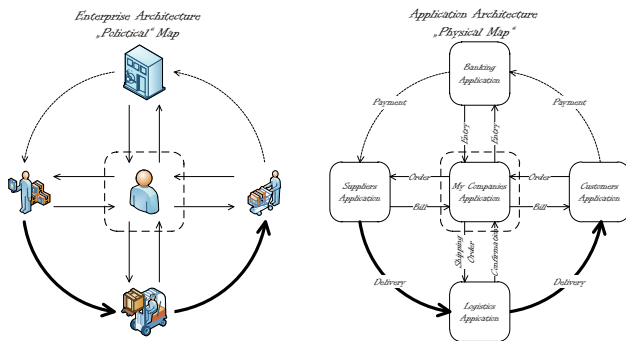 Enterprise Architecture
„Polictical“ Map
Application Architecture
„Physical Map“
Banking
Application
Payment
Payment
Entry
Entry
Suppliers
Application
Order
My Companies
Application
Order
Customers
Application
Bill
Bill
Shipping
Order
Confirmation
Delivery
Delivery
Logistics
Appication